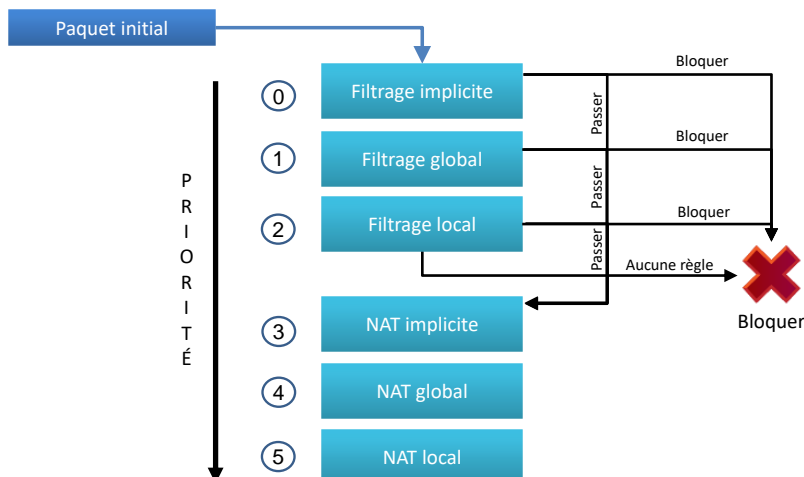 Paquet initial
Bloquer
0
Filtrage implicite
Passer
Bloquer
1
Filtrage global
Passer
Bloquer
2
Filtrage local
Passer
Aucune règle
Bloquer
3
NAT implicite
4
NAT global
5
NAT local
PRIORITÉ